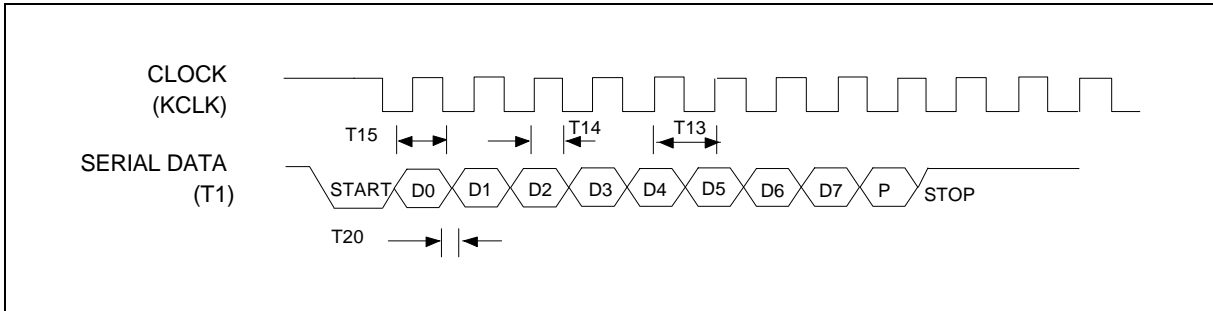 CLOCK
(KCLK)
T15
T14
T13
SERIAL DATA
(T1)
START
D0
D1
D2
D3
D4
D5
D6
D7
P
STOP
T20